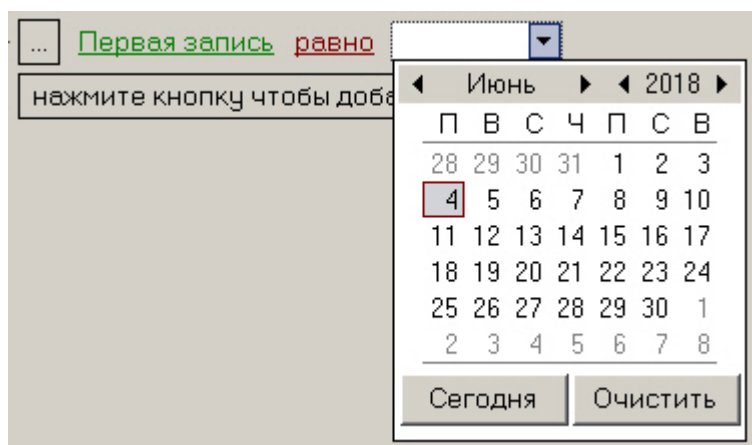 ... Первая запись равно
нажмите кнопку чтобы
Июнь 2018
П В С Ч П С В
28 29 30 31 1 2 3
4 5 6 7 8 9 10
11 12 13 14 15 16 17
18 19 20 21 22 23 24
25 26 27 28 29 30 1
2 3 4 5 6 7 8
Сегодня Очистить